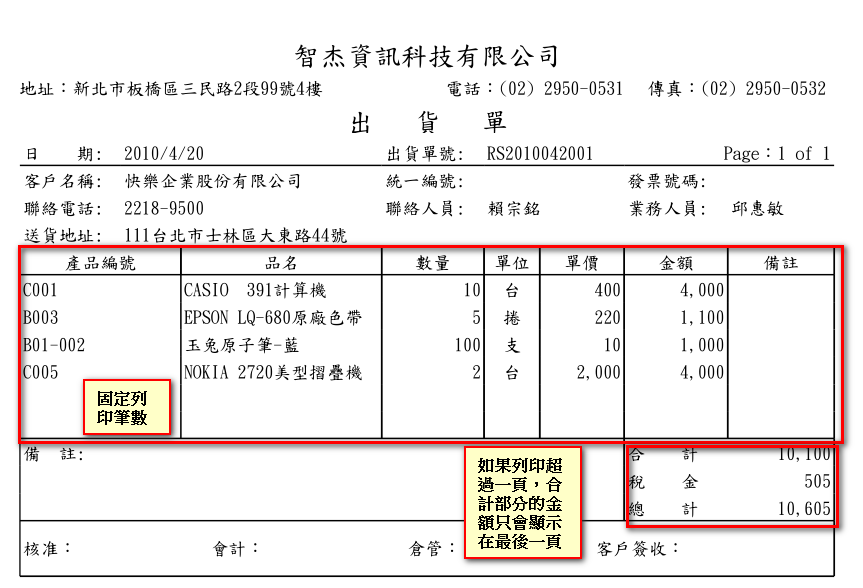 智杰資訊科技有限公司
地址：新北市板橋區三民路2段99號4樓 電話：(02) 2950-0531 傳真：(02) 2950-0532
出 貨 單
日 期: 2010/4/20 出貨單號: RS2010042001 Page：1 of 1
客戶名稱: 快樂企業股份有限公司 統一編號: 發票號碼:
聯絡電話: 2218-9500 聯絡人員: 賴宗銘 業務人員: 邱惠敏
送貨地址: 111台北市士林區大東路44號
產品編號 品名 數量 單位 單價 金額 備註
C001 CASIO 391計算機 10 台 400 4,000
B003 EPSON LQ-680原廠色帶 5 捲 220 1,100
B01-002 玉兔原子筆-藍 100 支 10 1,000
C005 NOKIA 2720美型摺疊機 2 台 2,000 4,000
固定列
印筆數
備 註: 合 計 10,100
稅 金 505
總 計 10,605
如果列印超
過一頁，合
計部分的金
額只會顯示
在最後一頁
核准： 會計： 倉管： 客戶簽收：